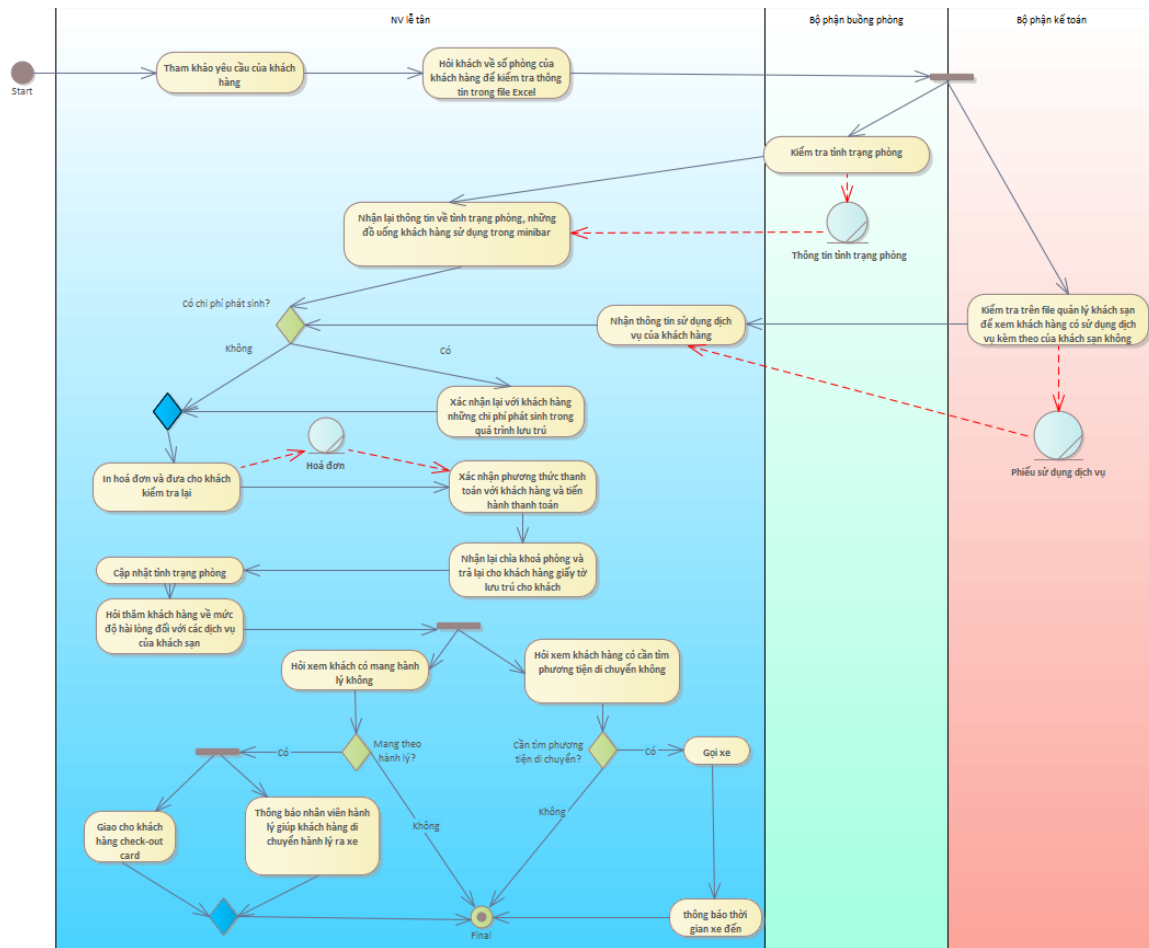 NV lễ tân
Bộ phận buồng phòng
Bộ phận kế toán
Start
Tham khảo yêu cầu của khách
hàng
Hỏi khách về số phòng của
khách hàng để kiểm tra thông
tin trong file Excel
Kiểm tra tình trạng phòng
Nhận lại thông tin về tình trạng phòng, những
đồ uống khách hàng sử dụng trong minibar
Thông tin tình trạng phòng
Có chi phí phát sinh?
Nhận thông tin sử dụng dịch
vụ của khách hàng
Kiểm tra trên file quản lý khách sạn
để xem khách hàng có sử dụng dịch
vụ kèm theo của khách sạn không
Không
Có
Xác nhận lại với khách hàng
những chi phí phát sinh trong
quá trình lưu trú
Hoá đơn
Phiếu sử dụng dịch vụ
In hoá đơn và đưa cho khách
kiểm tra lại
Xác nhận phương thức thanh
toán với khách hàng và tiến
hành thanh toán
Nhận lại chìa khoá phòng và
trả lại cho khách hàng giấy tờ
lưu trú cho khách
Cập nhật tình trạng phòng
Hỏi thăm khách hàng về mức
độ hài lòng đối với các dịch vụ
của khách sạn
Hỏi xem khách có mang hành
lý không
Hỏi xem khách hàng có cần tìm
phương tiện di chuyển không
Có
Mang theo
hành lý?
Cần tìm phương
tiện di chuyển?
Có
Gọi xe
Giao cho khách
hàng check-out
card
Thông báo nhân viên hành
lý giúp khách hàng di
chuyển hành lý ra xe
Không
Không
Final
thông báo thời
gian xe đến